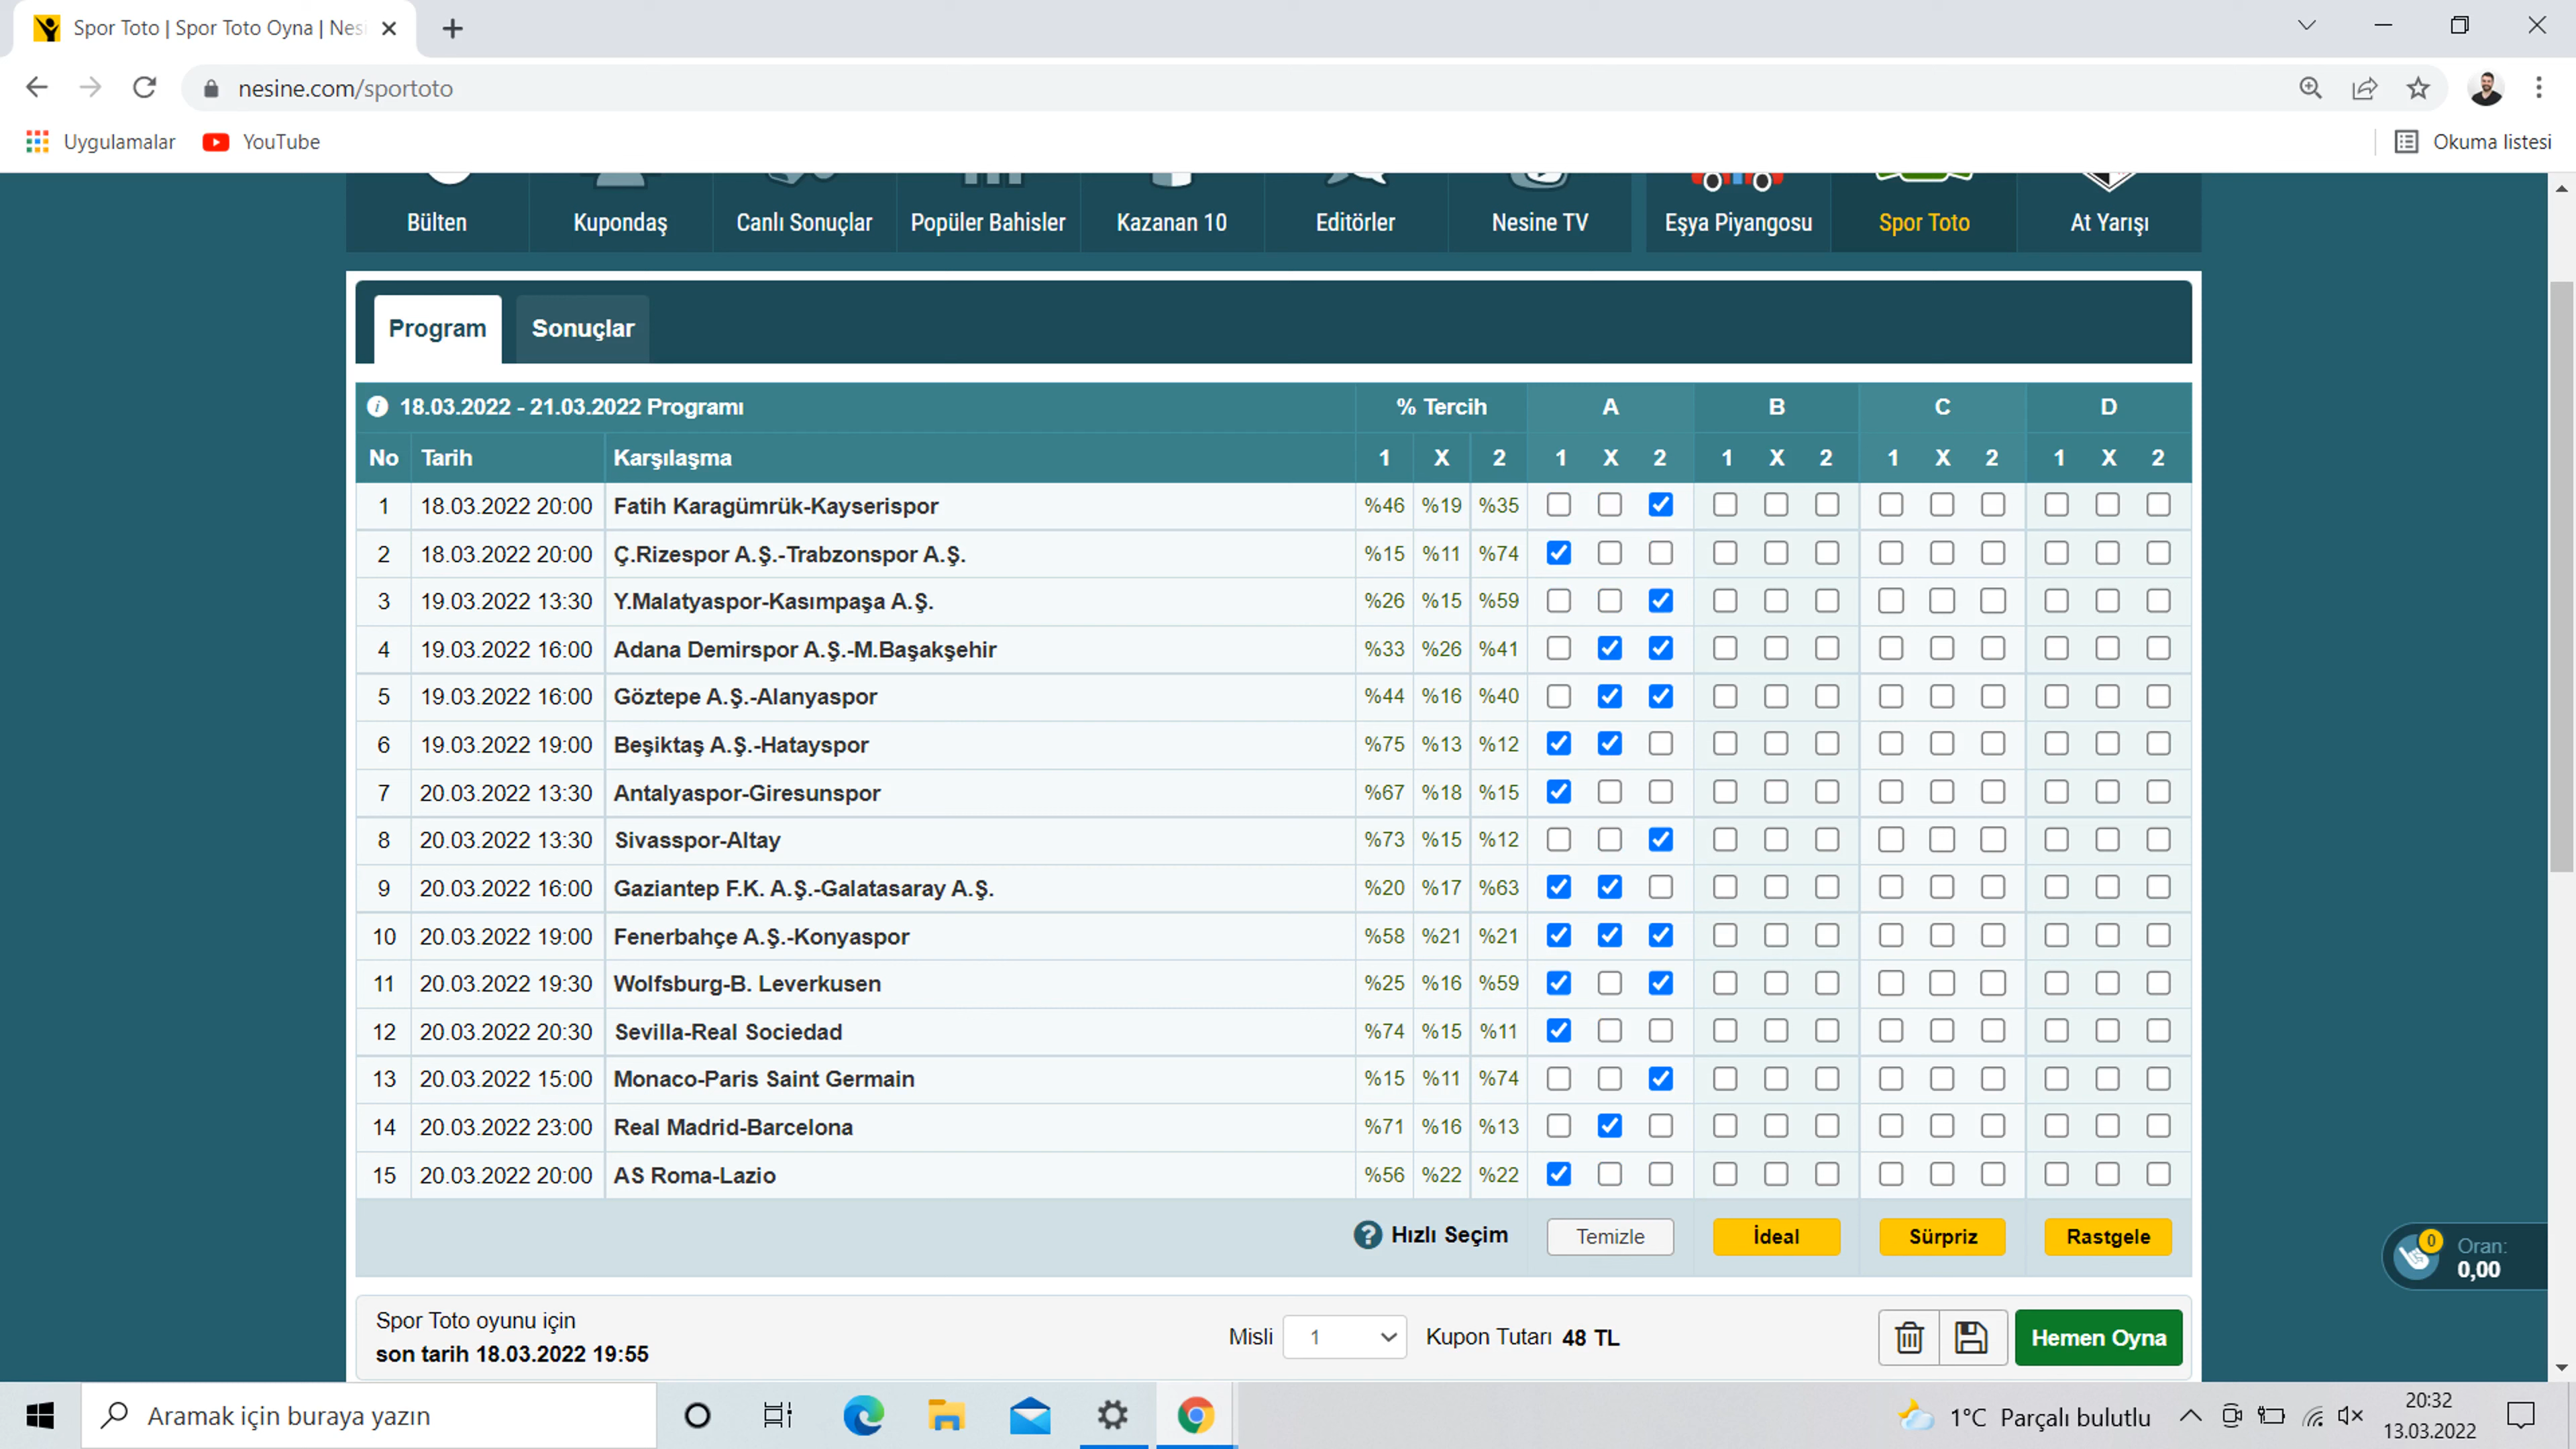 Spor Toto | Spor Toto Oyna | Nes
nesine.com/sportoto
Uygulamalar YouTube Okuma listesi
Bülten Kupondaş Canlı Sonuçlar Popüler Bahisler Kazanan 10 Editörler Nesine TV Eşya Piyangosu Spor Toto At Yarışı
Program Sonuçlar
18.03.2022 - 21.03.2022 Programı % Tercih A B C D
No Tarih Karşılaşma 1 X 2 1 X 2 1 X 2 1 X 2 1 X 2
1 18.03.2022 20:00 Fatih Karagümrük-Kayserispor %46 %19 %35
2 18.03.2022 20:00 Ç.Rizespor A.Ş.-Trabzonspor A.Ş. %15 %11 %74
3 19.03.2022 13:30 Y.Malatyaspor-Kasımpaşa A.Ş. %26 %15 %59
4 19.03.2022 16:00 Adana Demirspor A.Ş.-M.Başakşehir %33 %26 %41
5 19.03.2022 16:00 Göztepe A.Ş.-Alanyaspor %44 %16 %40
6 19.03.2022 19:00 Beşiktaş A.Ş.-Hatayspor %75 %13 %12
7 20.03.2022 13:30 Antalyaspor-Giresunspor %67 %18 %15
8 20.03.2022 13:30 Sivasspor-Altay %73 %15 %12
9 20.03.2022 16:00 Gaziantep F.K. A.Ş.-Galatasaray A.Ş. %20 %17 %63
10 20.03.2022 19:00 Fenerbahçe A.Ş.-Konyaspor %58 %21 %21
11 20.03.2022 19:30 Wolfsburg-B. Leverkusen %25 %16 %59
12 20.03.2022 20:30 Sevilla-Real Sociedad %74 %15 %11
13 20.03.2022 15:00 Monaco-Paris Saint Germain %15 %11 %74
14 20.03.2022 23:00 Real Madrid-Barcelona %71 %16 %13
15 20.03.2022 20:00 AS Roma-Lazio %56 %22 %22
? Hızlı Seçim Temizle İdeal Sürpriz Rastgele
0 Oran:
0,00
Spor Toto oyunu için
son tarih 18.03.2022 19:55
Misli 1 Kupon Tutarı 48 TL Hemen Oyna
Aramak için buraya yazın
1°C Parçalı bulutlu
20:32
13.03.2022